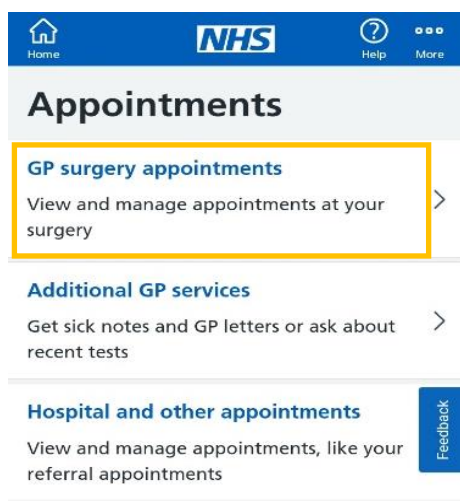 NHS
Home
Help
More
Appointments
GP surgery appointments
View and manage appointments at your
surgery
Additional GP services
Get sick notes and GP letters or ask about
recent tests
Hospital and other appointments
Feedback
View and manage appointments, like your
referral appointments